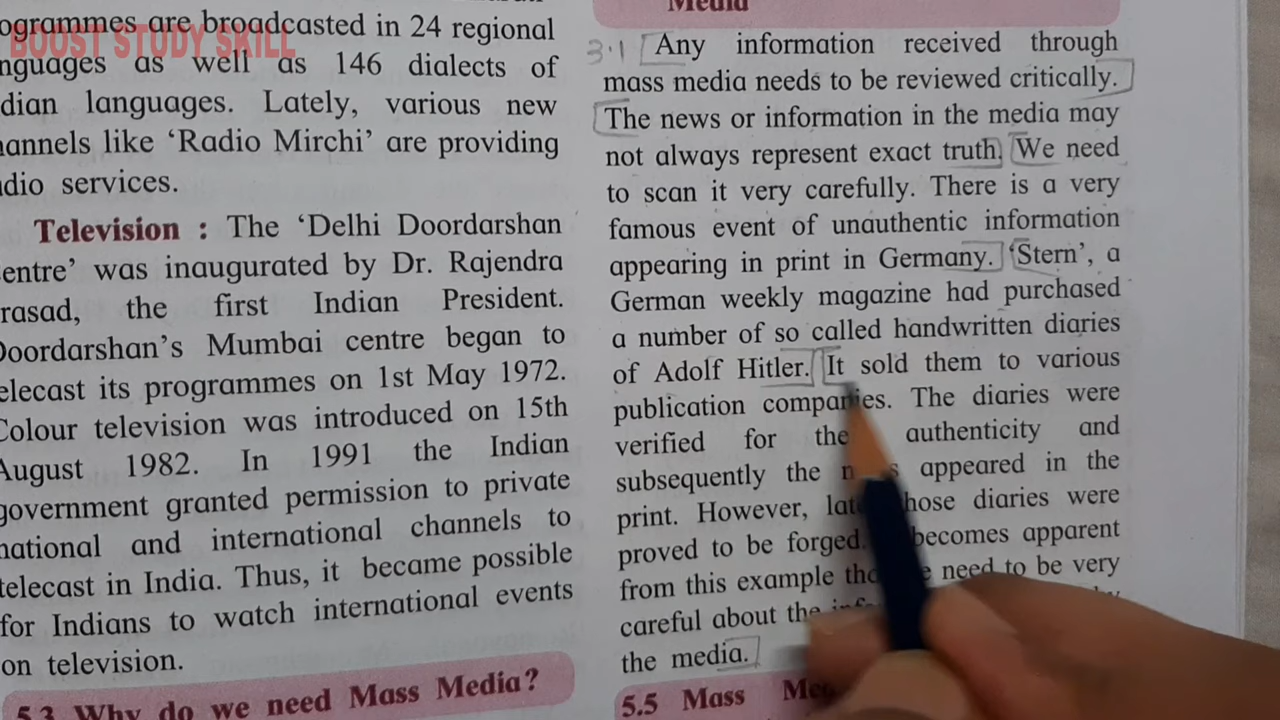 BOOST STUDY SKILL
ogrammes are broadcasted in 24 regional
nguages as well as 146 dialects of
dian languages. Lately, various new
hannels like ‘Radio Mirchi’ are providing
dio services.
Television : The ‘Delhi Doordarshan
entre’ was inaugurated by Dr. Rajendra
rasad, the first Indian President.
Doordarshan’s Mumbai centre began to
elecast its programmes on 1st May 1972.
Colour television was introduced on 15th
August 1982. In 1991 the Indian
government granted permission to private
national and international channels to
telecast in India. Thus, it became possible
for Indians to watch international events
on television.
5.3 Why do we need Mass Media?
Media
3.1 Any information received through
mass media needs to be reviewed critically.
The news or information in the media may
not always represent exact truth. We need
to scan it very carefully. There is a very
famous event of unauthentic information
appearing in print in Germany. ‘Stern’, a
German weekly magazine had purchased
a number of so called handwritten diaries
of Adolf Hitler. It sold them to various
publication companies. The diaries were
verified for the authenticity and
subsequently the appeared in the
print. However, those diaries were
proved to be forged. becomes apparent
from this example need to be very
careful about the
the media.
5.5 Mass